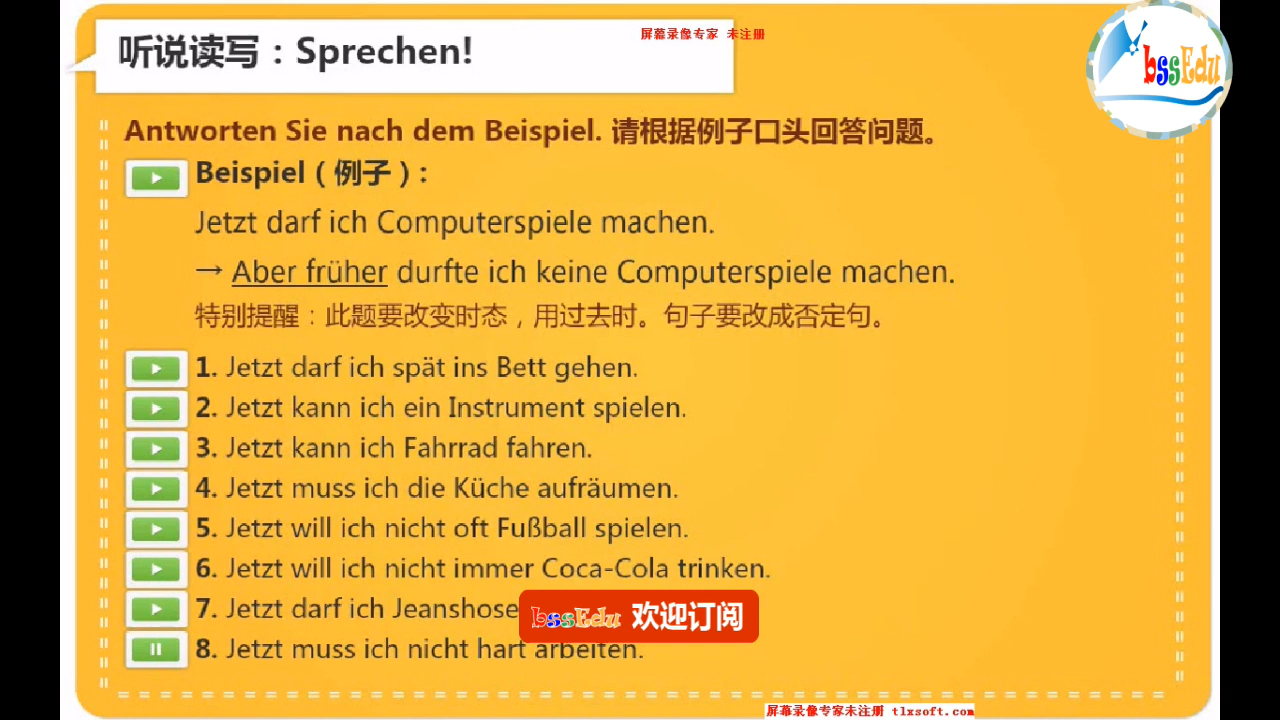 屏幕录像专家 未注册
bssEdu
听说读写：Sprechen!
Antworten Sie nach dem Beispiel. 请根据例子口头回答问题。
Beispiel（例子）:
Jetzt darf ich Computerspiele machen.
→ Aber früher durfte ich keine Computerspiele machen.
特别提醒：此题要改变时态，用过去时。句子要改成否定句。
1. Jetzt darf ich spät ins Bett gehen.
2. Jetzt kann ich ein Instrument spielen.
3. Jetzt kann ich Fahrrad fahren.
4. Jetzt muss ich die Küche aufräumen.
5. Jetzt will ich nicht oft Fußball spielen.
6. Jetzt will ich nicht immer Coca-Cola trinken.
7. Jetzt darf ich Jeanshose
bssEdu 欢迎订阅
8. Jetzt muss ich nicht hart arbeiten.
屏幕录像专家未注册 tlxsoft.com